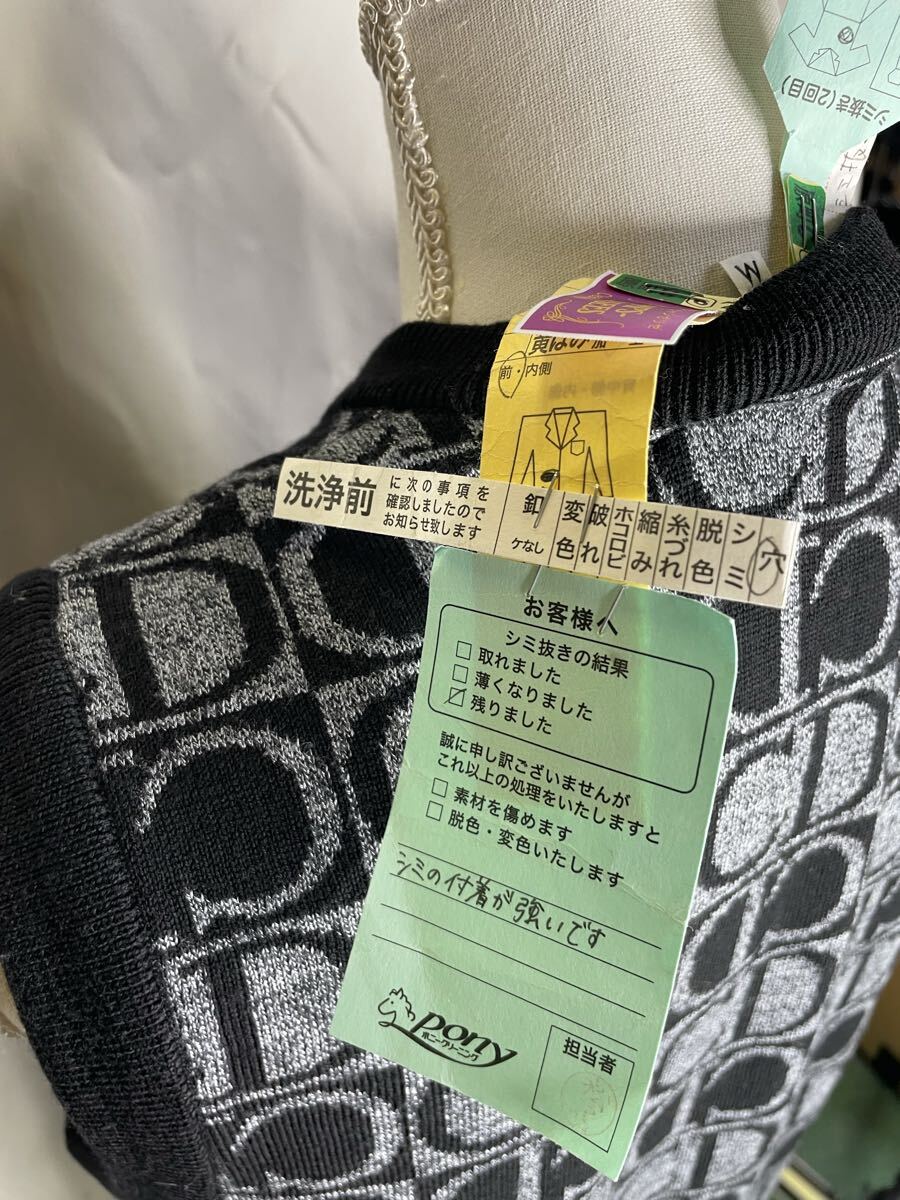 シミ抜き(2回目)
W
前・内側
洗浄前
に次の事項を
確認しましたので
お知らせ致します
釦 ケなし
変色
破れ
ホコロビ
縮み
糸づれ
脱色
シミ
穴
お客様へ
シミ抜きの結果
取れました
薄くなりました
残りました
誠に申し訳ございませんが
これ以上の処理をいたしますと
素材を傷めます
脱色・変色いたします
シミの付着が強いです
pony
ポニークリーニング
担当者